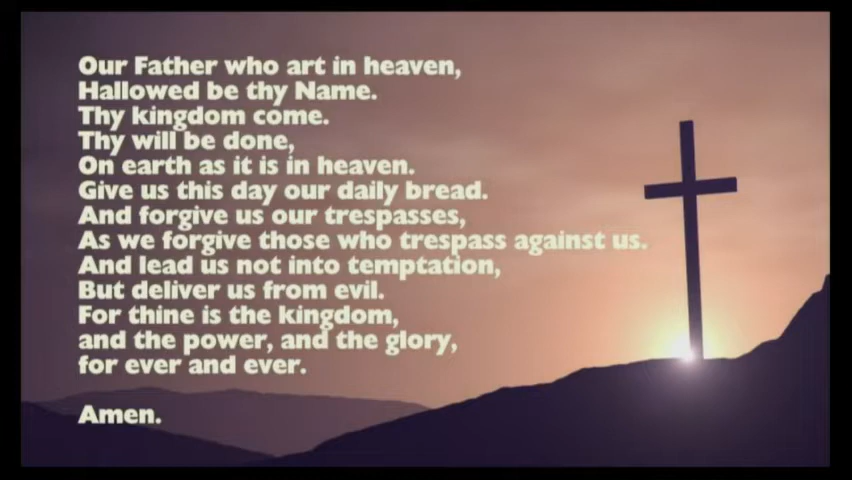 Our Father who art in heaven,
Hallowed be thy Name.
Thy kingdom come.
Thy will be done,
On earth as it is in heaven.
Give us this day our daily bread.
And forgive us our trespasses,
As we forgive those who trespass against us.
And lead us not into temptation,
But deliver us from evil.
For thine is the kingdom,
and the power, and the glory,
for ever and ever.
Amen.